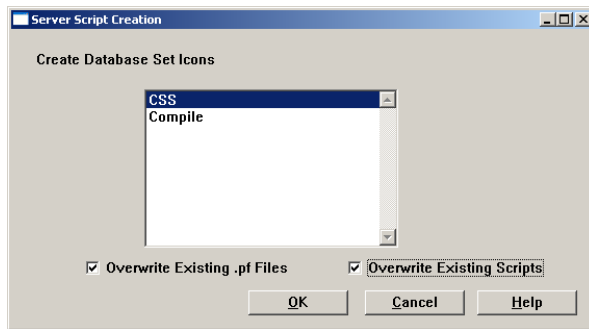 Server Script Creation
Create Database Set Icons
CSS
Compile
Overwrite Existing .pf Files
Overwrite Existing Scripts
OK
Cancel
Help